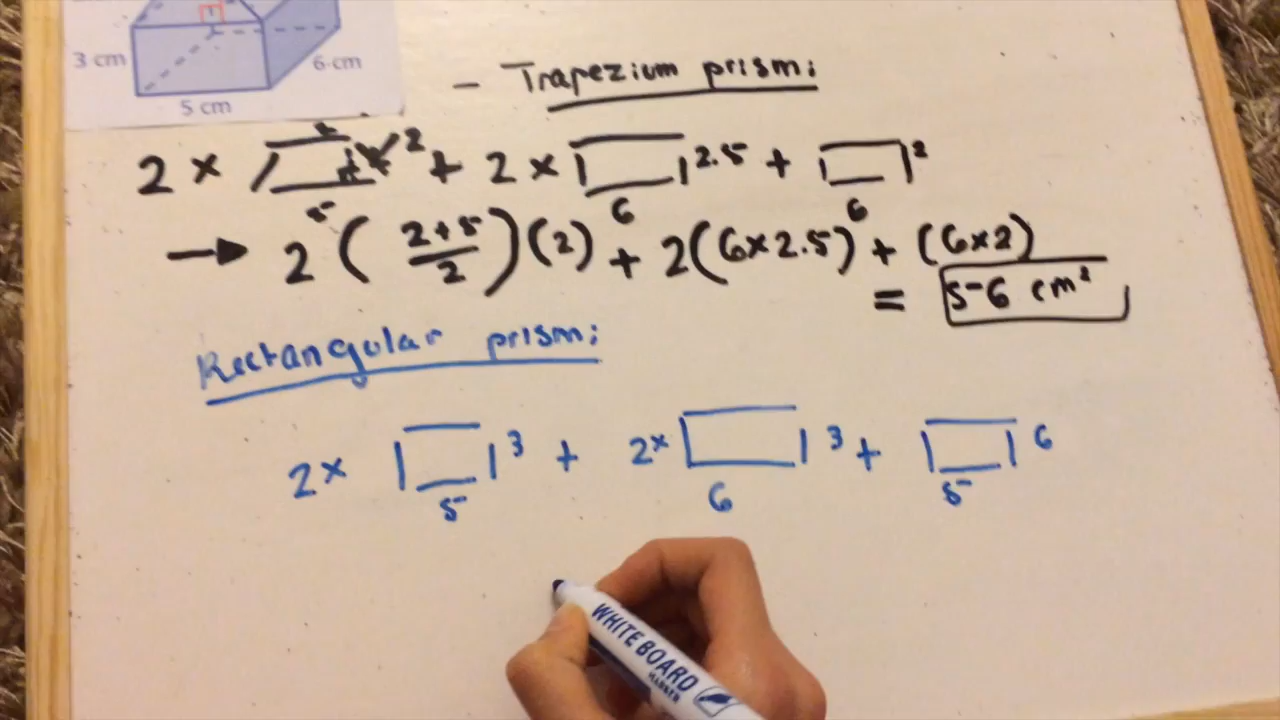 3 cm
6 cm
5 cm
- Trapezium prism:
2
2 × 2 + 2 × 2.5 + 2
5 6 6
→ 2 ( 2+5 / 2 ) (2) + 2(6×2.5) + (6×2)
= 56 cm²
Rectangular prism:
2× 3 + 2× 3 + 6
5 6 5
WHITEBOARD
MARKER